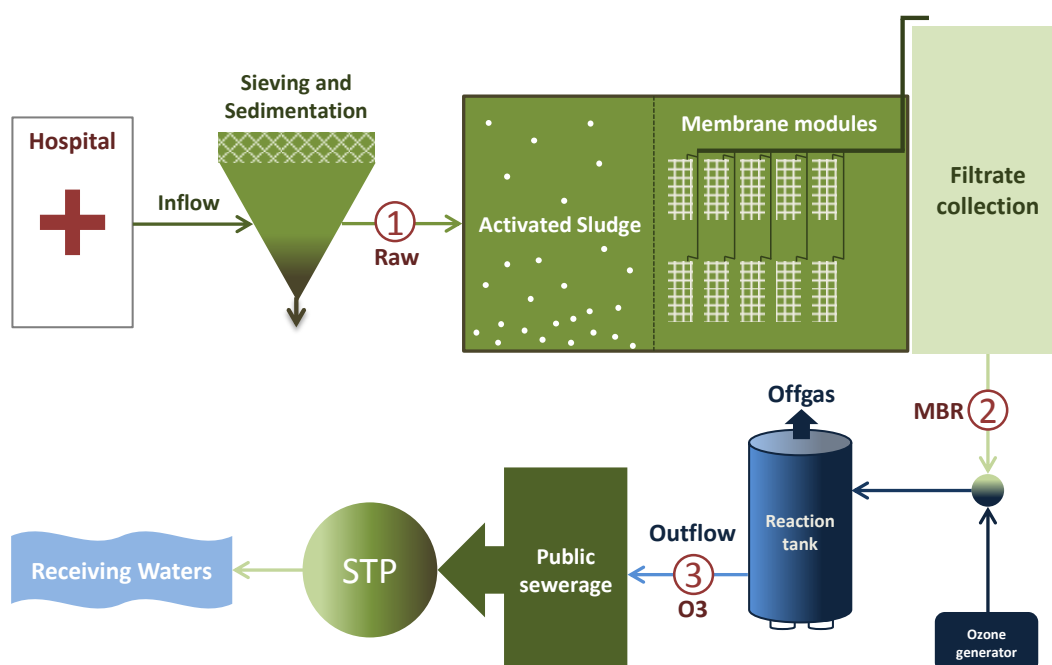 Sieving and
Sedimentation
Hospital
Inflow
1
Raw
Activated Sludge
Membrane modules
Filtrate
collection
MBR
2
Offgas
Reaction
tank
Ozone
generator
Outflow
3
O3
Public
sewerage
STP
Receiving Waters